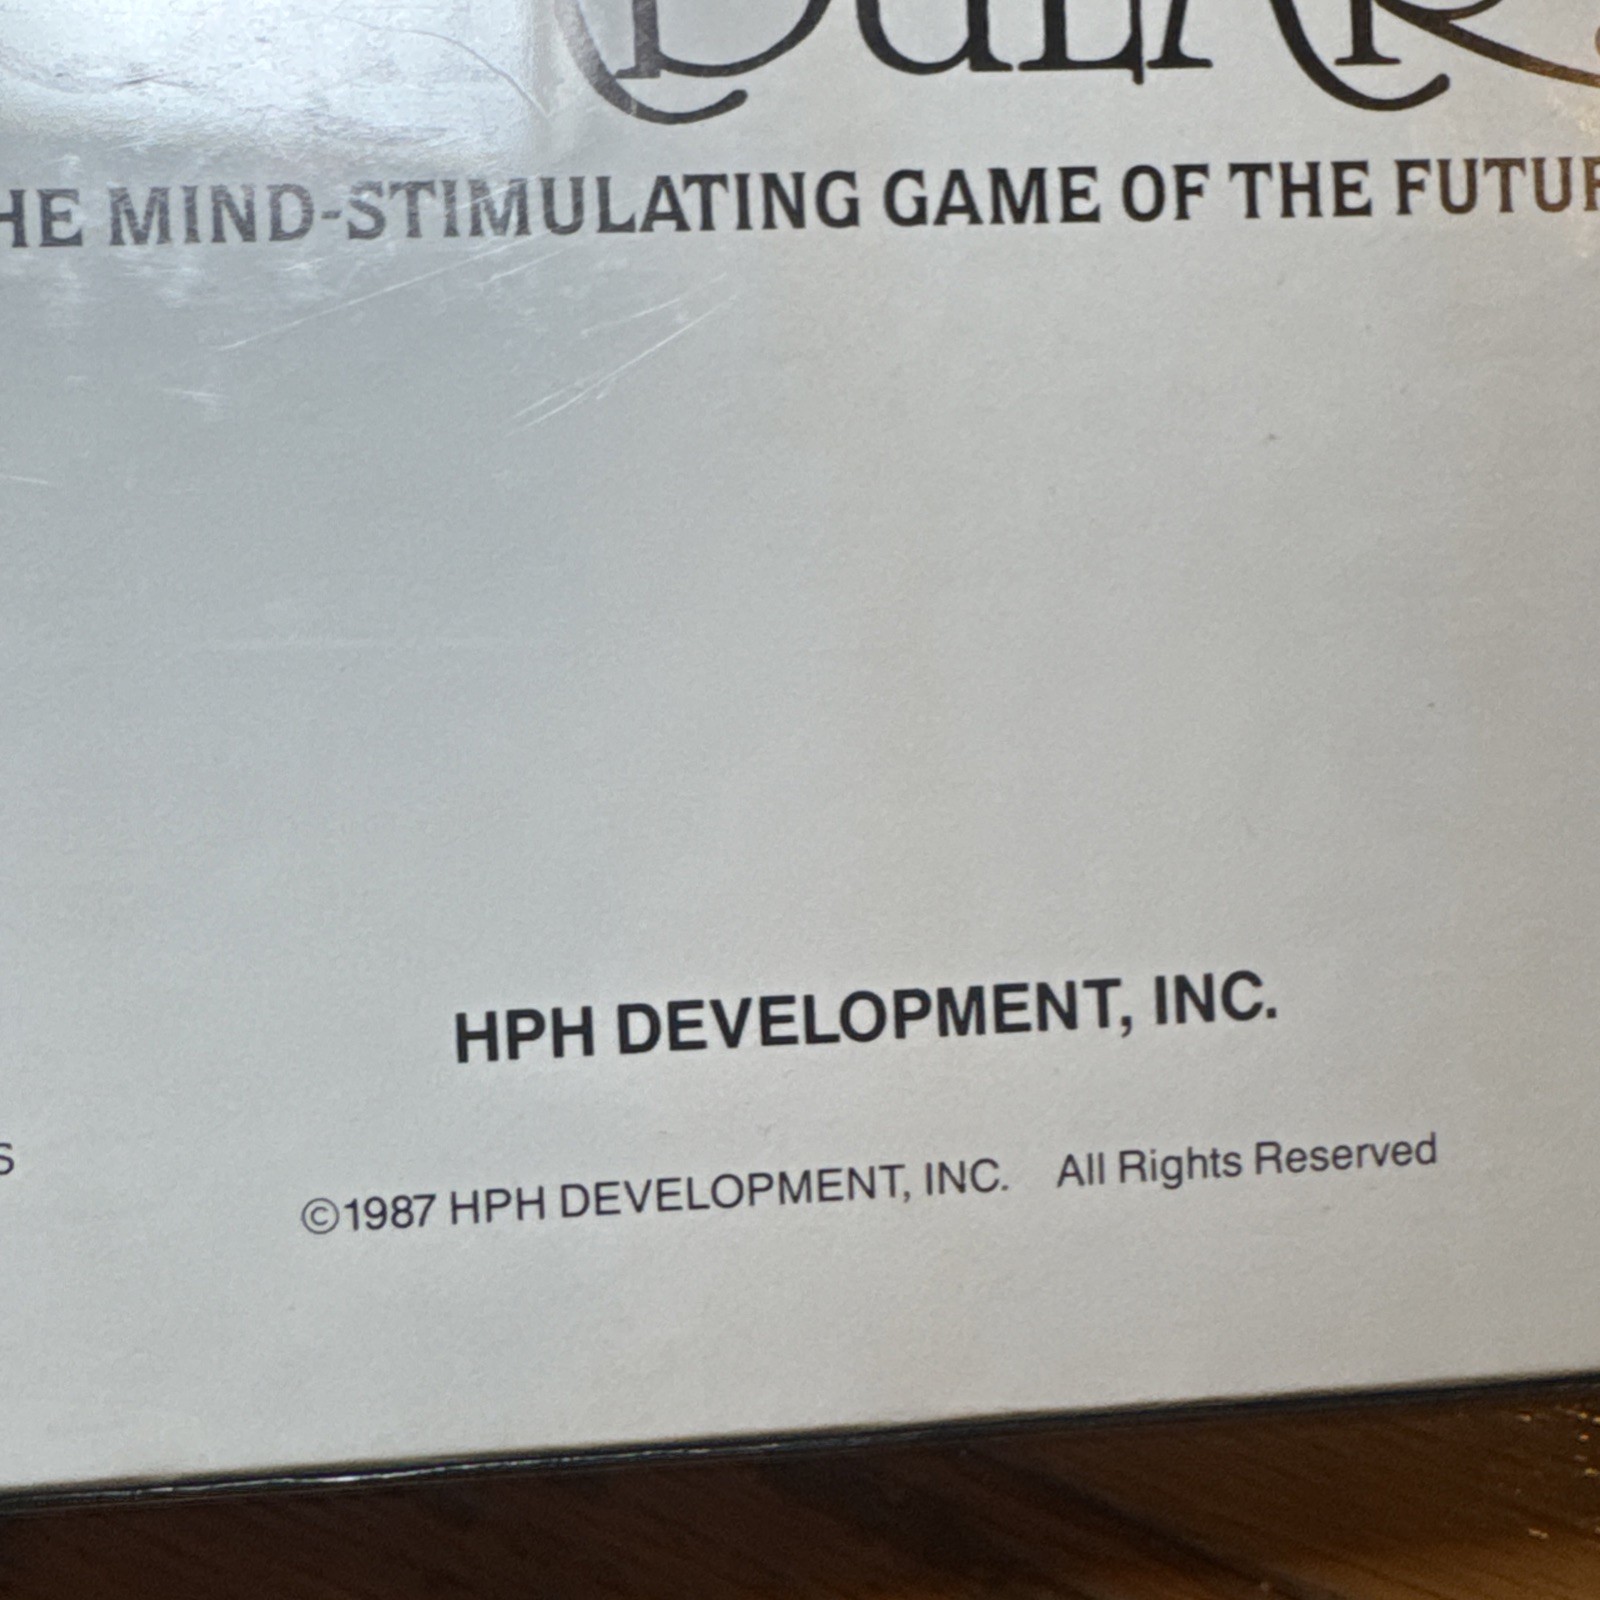 HE MIND-STIMULATING GAME OF THE FUTU
HPH DEVELOPMENT, INC.
S
©1987 HPH DEVELOPMENT, INC. All Rights Reserved